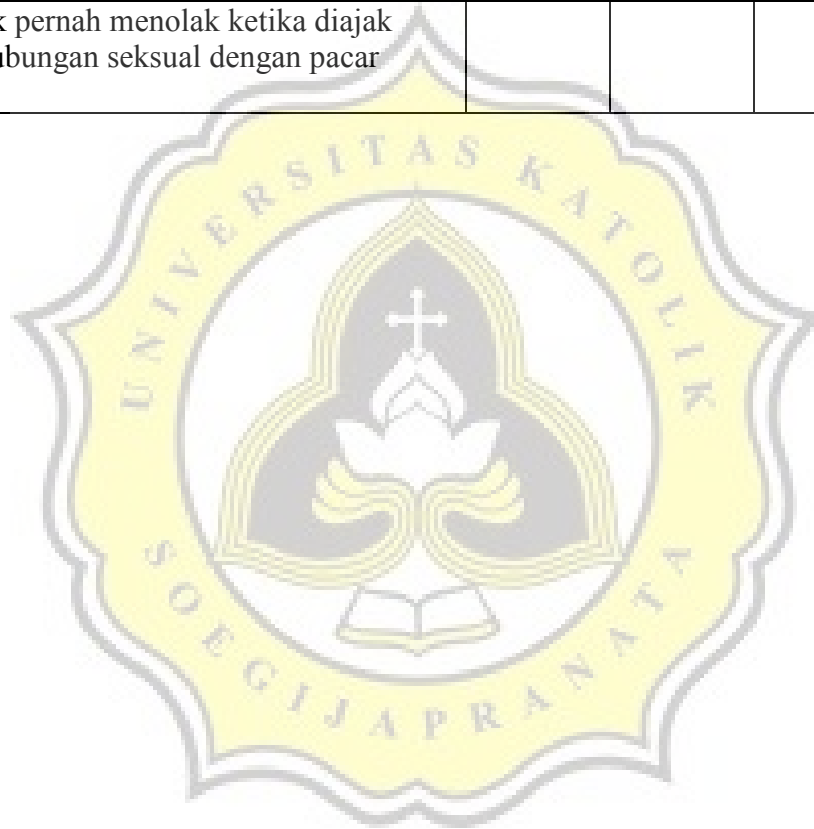 k pernah menolak ketika diajak
ubungan seksual dengan pacar
UNIVERSITAS KATOLIK
SOEGIJAPRANATA